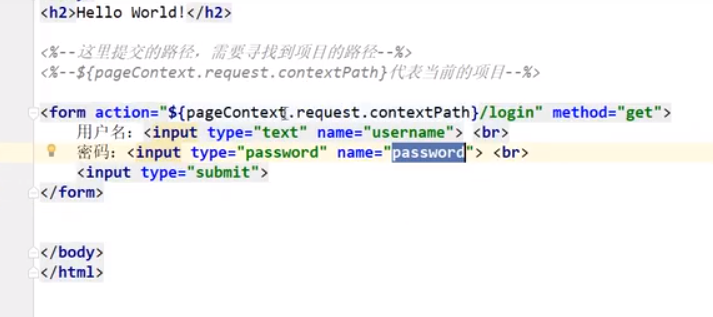 <h2>Hello World!</h2>
<%--这里提交的路径，需要寻找到项目的路径--%>
<%--${pageContext.request.contextPath}代表当前的项目--%>
<form action="${pageContext.request.contextPath}/login" method="get">
用户名：<input type="text" name="username"> <br>
密码：<input type="password" name="password"> <br>
<input type="submit">
</form>
</body>
</html>